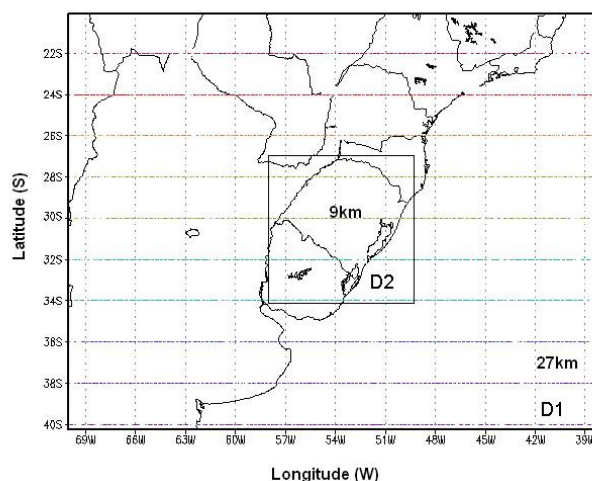 22S
24S
26S
28S
30S
32S
34S
36S
38S
40S
Latitude (S)
9km
D2
27km
D1
69W 66W 63W 60W 57W 54W 51W 48W 45W 42W 39W
Longitude (W)